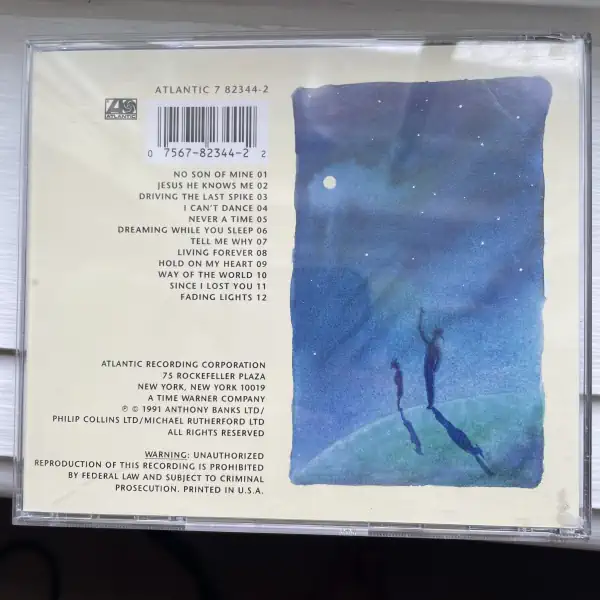 ATLANTIC 7 82344-2
ATLANTIC
0 7567-82344-2 2
NO SON OF MINE 01
JESUS HE KNOWS ME 02
DRIVING THE LAST SPIKE 03
I CAN'T DANCE 04
NEVER A TIME 05
DREAMING WHILE YOU SLEEP 06
TELL ME WHY 07
LIVING FOREVER 08
HOLD ON MY HEART 09
WAY OF THE WORLD 10
SINCE I LOST YOU 11
FADING LIGHTS 12
ATLANTIC RECORDING CORPORATION
75 ROCKEFELLER PLAZA
NEW YORK, NEW YORK 10019
A TIME WARNER COMPANY
℗ © 1991 ANTHONY BANKS LTD/
PHILIP COLLINS LTD/MICHAEL RUTHERFORD LTD
ALL RIGHTS RESERVED
WARNING: UNAUTHORIZED
REPRODUCTION OF THIS RECORDING IS PROHIBITED
BY FEDERAL LAW AND SUBJECT TO CRIMINAL
PROSECUTION. PRINTED IN U.S.A.